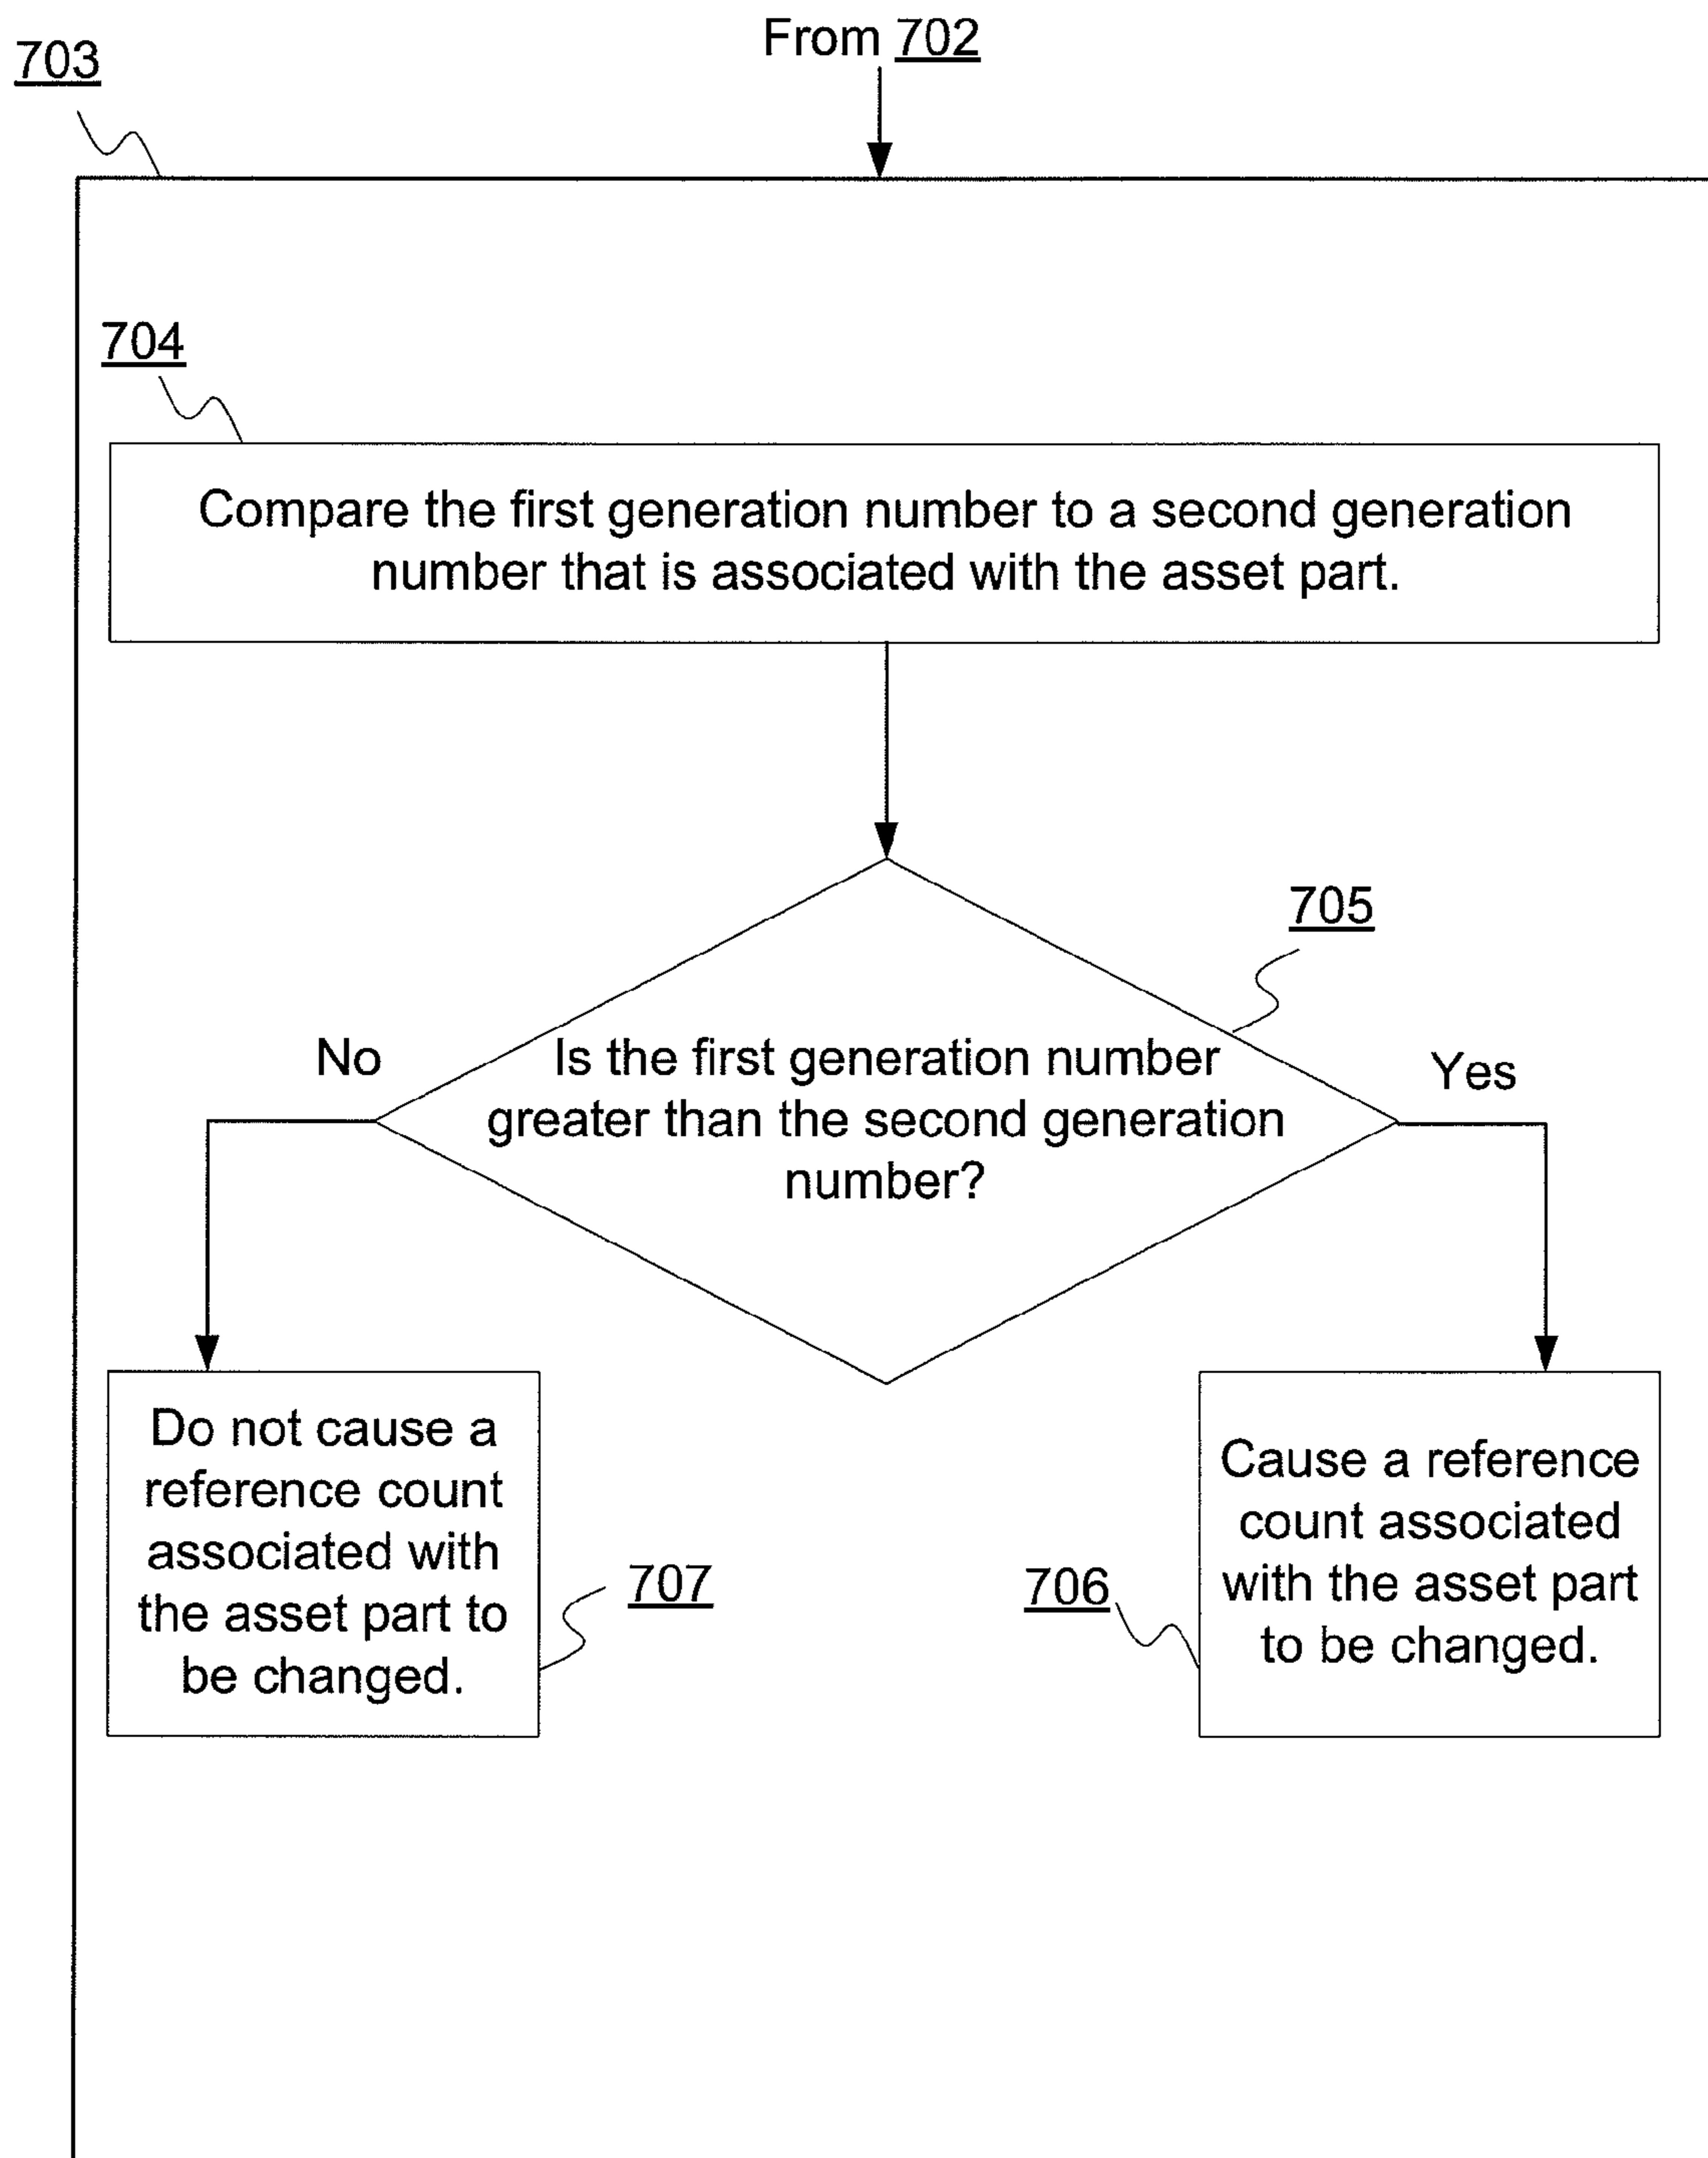 From 702
703
704
Compare the first generation number to a second generation
number that is associated with the asset part.
705
No
Is the first generation number
greater than the second generation
number?
Yes
Do not cause a
reference count
associated with
the asset part to
be changed.
707
706
Cause a reference
count associated
with the asset part
to be changed.